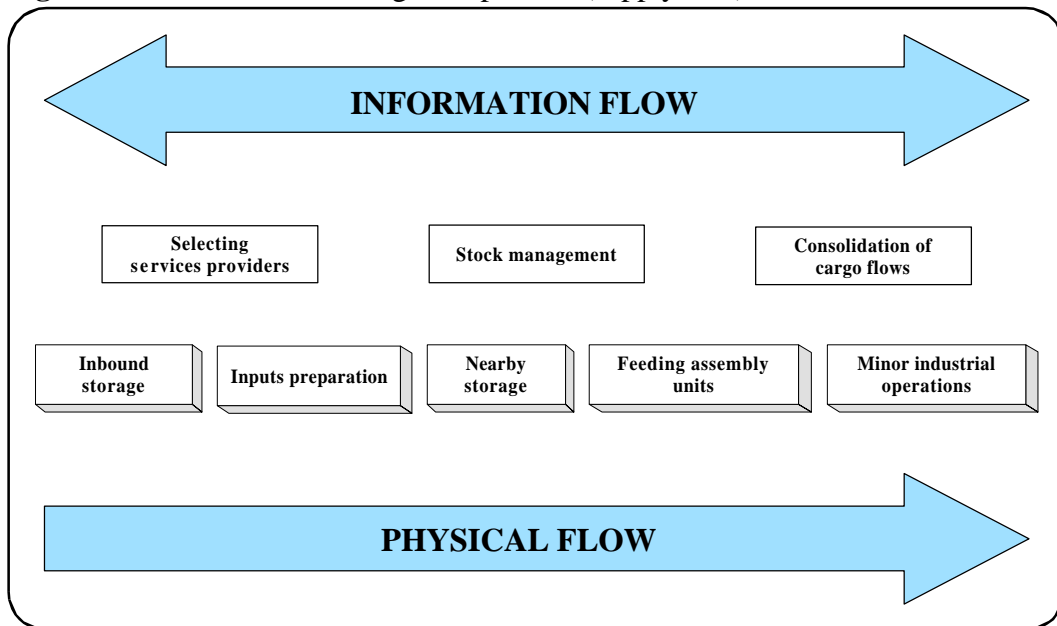 INFORMATION FLOW
Selecting
services providers
Stock management
Consolidation of
cargo flows
Inbound
storage
Inputs preparation
Nearby
storage
Feeding assembly
units
Minor industrial
operations
PHYSICAL FLOW